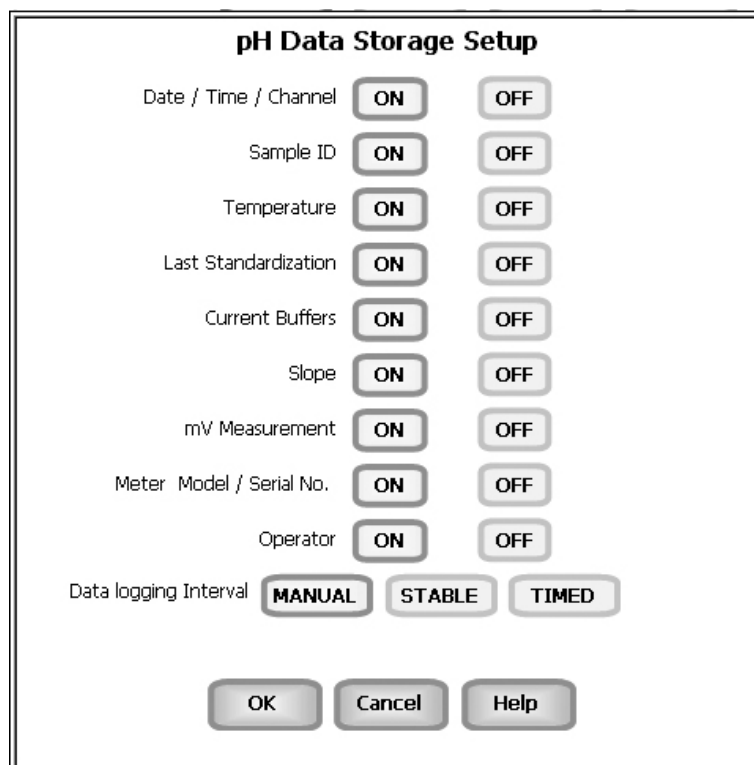 pH Data Storage Setup
Date / Time / Channel ON OFF
Sample ID ON OFF
Temperature ON OFF
Last Standardization ON OFF
Current Buffers ON OFF
Slope ON OFF
mV Measurement ON OFF
Meter Model / Serial No. ON OFF
Operator ON OFF
Data logging Interval MANUAL STABLE TIMED
OK Cancel Help